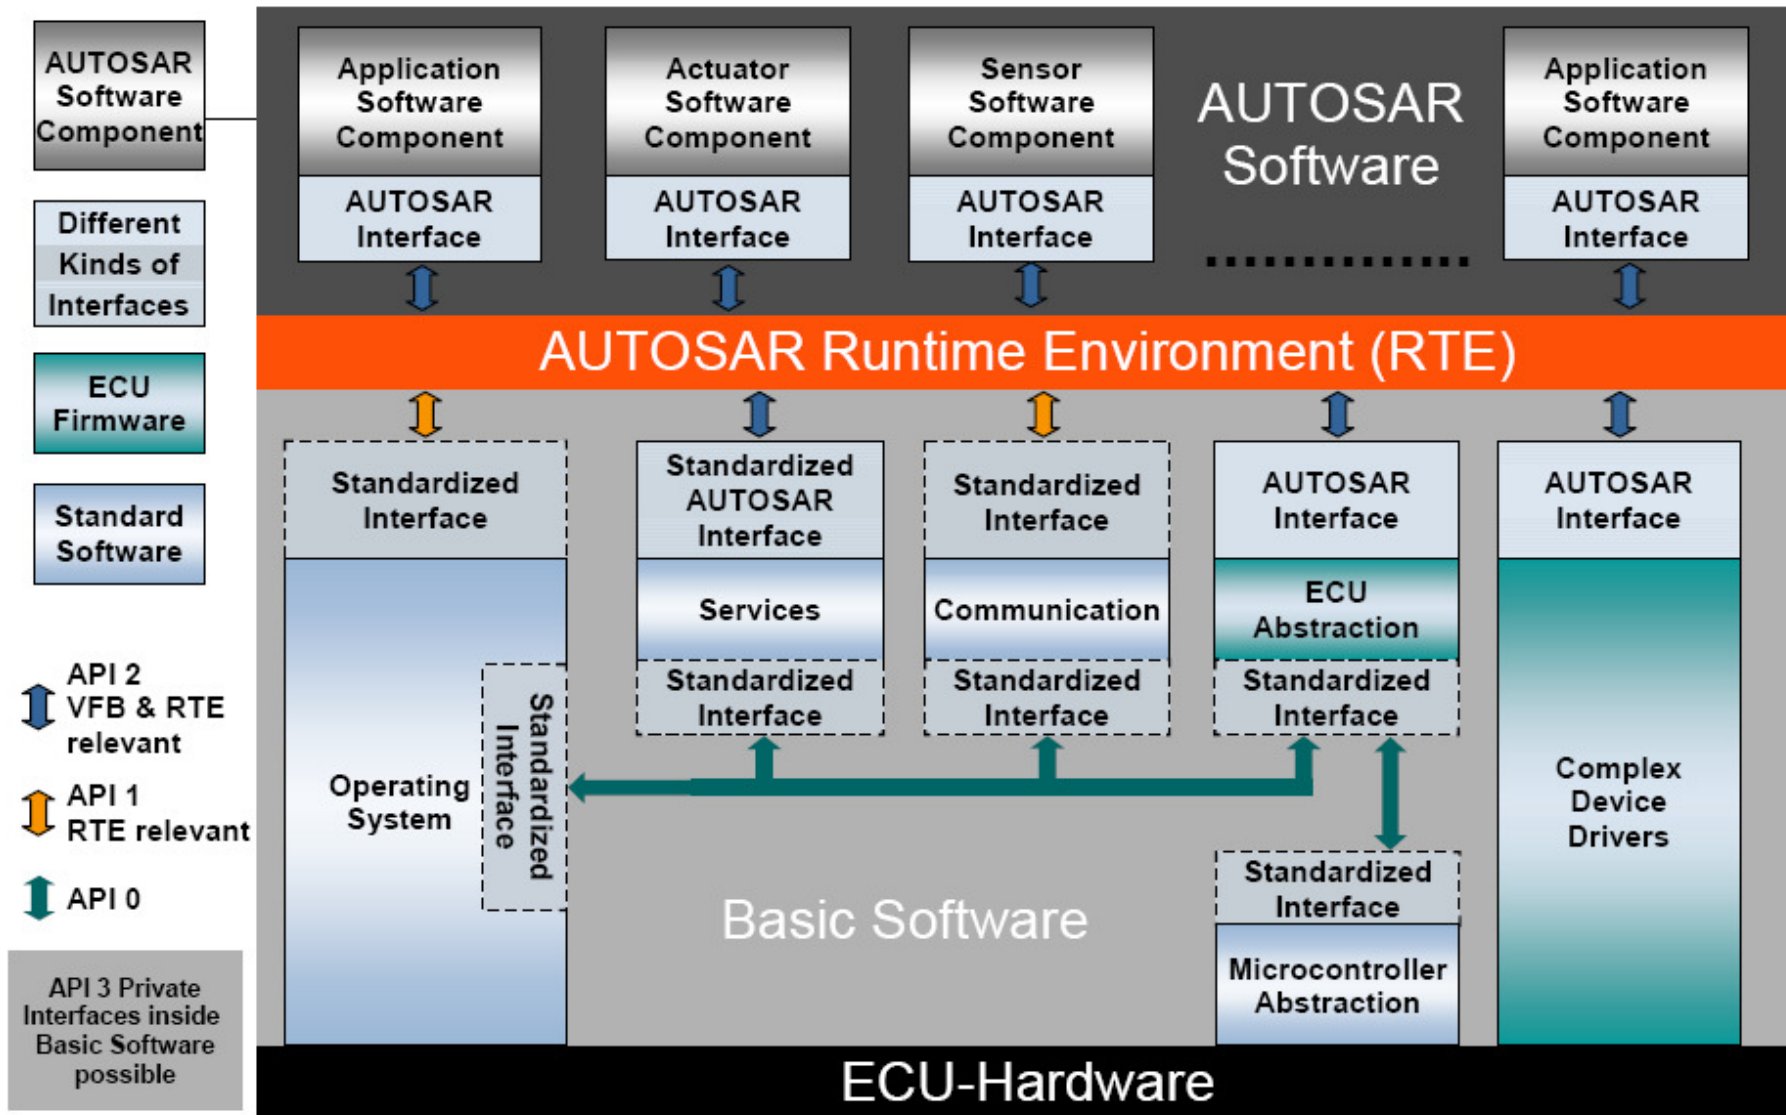 AUTOSAR
Software
Component
Different
Kinds of
Interfaces
ECU
Firmware
Standard
Software
API 2
VFB & RTE
relevant
API 1
RTE relevant
API 0
API 3 Private
Interfaces inside
Basic Software
possible
Application
Software
Component
AUTOSAR
Interface
Actuator
Software
Component
AUTOSAR
Interface
Sensor
Software
Component
AUTOSAR
Interface
AUTOSAR
Software
..............
Application
Software
Component
AUTOSAR
Interface
AUTOSAR Runtime Environment (RTE)
Standardized
Interface
Operating
System
Standardized
Interface
Standardized
AUTOSAR
Interface
Services
Standardized
Interface
Standardized
Interface
Communication
Standardized
Interface
AUTOSAR
Interface
ECU
Abstraction
Standardized
Interface
Standardized
Interface
Microcontroller
Abstraction
AUTOSAR
Interface
Complex
Device
Drivers
Basic Software
ECU-Hardware